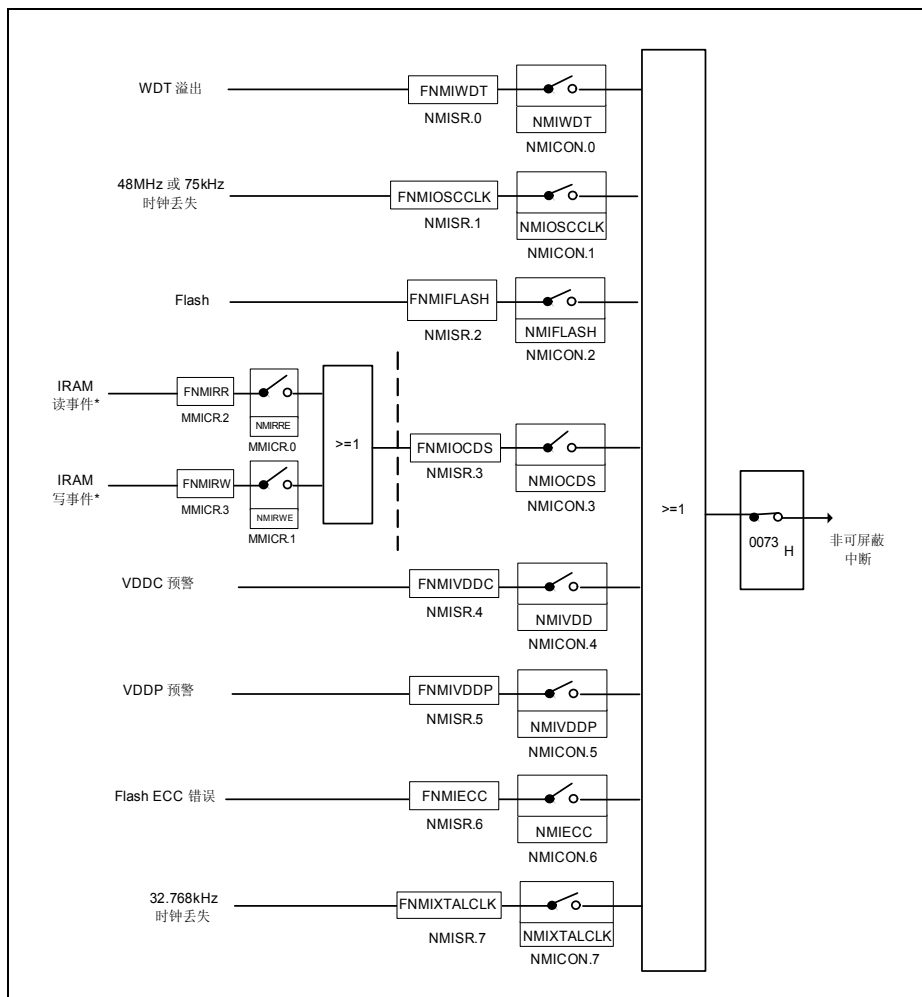 WDT 溢出
FNMIWDT
NMISR.0
NMIWDT
NMICON.0
48MHz 或 75kHz
时钟丢失
FNMIOSCCLK
NMISR.1
NMIOSCCLK
NMICON.1
Flash
FNMIFLASH
NMISR.2
NMIFLASH
NMICON.2
IRAM
读事件*
FNMIRR
MMICR.2
NMIRRE
MMICR.0
IRAM
写事件*
FNMIRW
MMICR.3
NMIRWE
MMICR.1
>=1
FNMIOCDS
NMISR.3
NMIOCDS
NMICON.3
VDDC 预警
FNMIVDDC
NMISR.4
NMIVDD
NMICON.4
VDDP 预警
FNMIVDDP
NMISR.5
NMIVDDP
NMICON.5
Flash ECC 错误
FNMIECC
NMISR.6
NMIECC
NMICON.6
32.768kHz
时钟丢失
FNMIXTALCLK
NMISR.7
NMIXTALCLK
NMICON.7
>=1
0073 H
非可屏蔽
中断